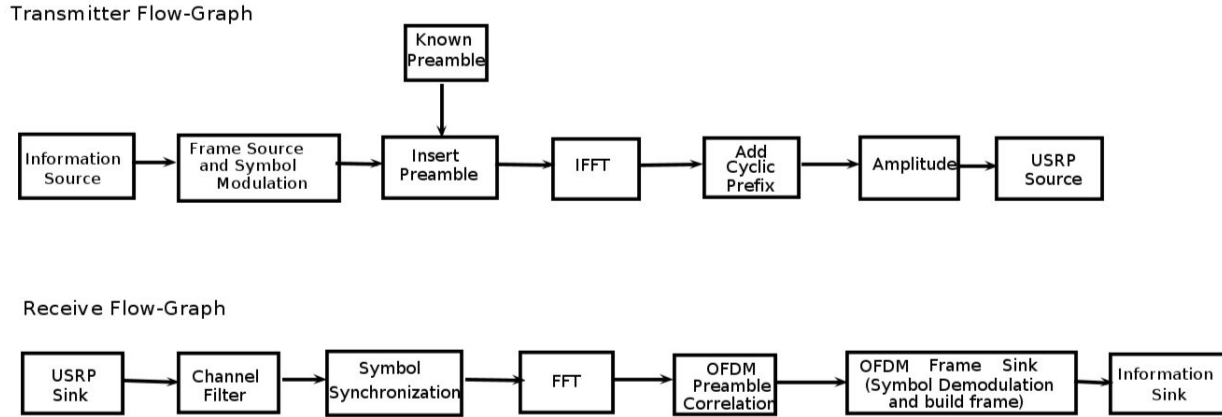 Transmitter Flow-Graph
Known
Preamble
Information
Source
Frame Source
and Symbol
Modulation
Insert
Preamble
IFFT
Add
Cyclic
Prefix
Amplitude
USRP
Source
Receive Flow-Graph
USRP
Sink
Channel
Filter
Symbol
Synchronization
FFT
OFDM
Preamble
Correlation
OFDM Frame Sink
(Symbol Demodulation
and build frame)
Information
Sink